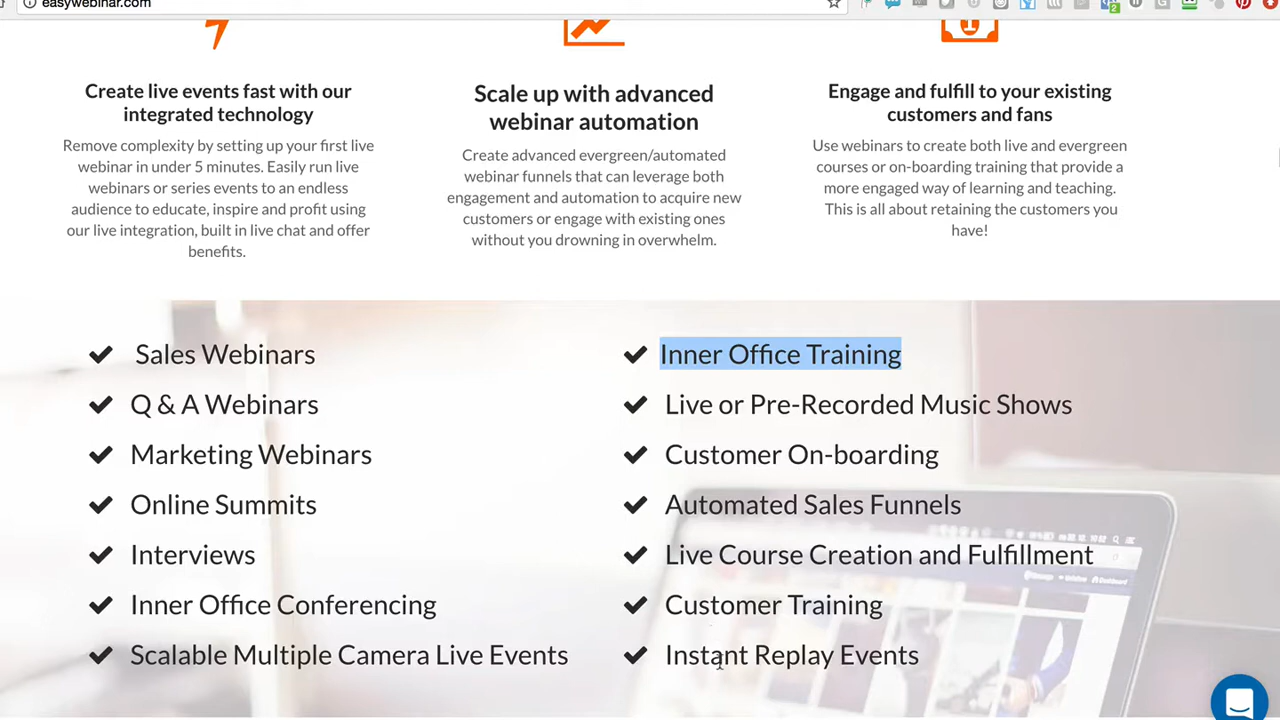 easywebinar.com
Create live events fast with our
integrated technology
Remove complexity by setting up your first live
webinar in under 5 minutes. Easily run live
webinars or series events to an endless
audience to educate, inspire and profit using
our live integration, built in live chat and offer
benefits.
Scale up with advanced
webinar automation
Create advanced evergreen/automated
webinar funnels that can leverage both
engagement and automation to acquire new
customers or engage with existing ones
without you drowning in overwhelm.
Engage and fulfill to your existing
customers and fans
Use webinars to create both live and evergreen
courses or on-boarding training that provide a
more engaged way of learning and teaching.
This is all about retaining the customers you
have!
Sales Webinars
Q & A Webinars
Marketing Webinars
Online Summits
Interviews
Inner Office Conferencing
Scalable Multiple Camera Live Events
Inner Office Training
Live or Pre-Recorded Music Shows
Customer On-boarding
Automated Sales Funnels
Live Course Creation and Fulfillment
Customer Training
Instant Replay Events